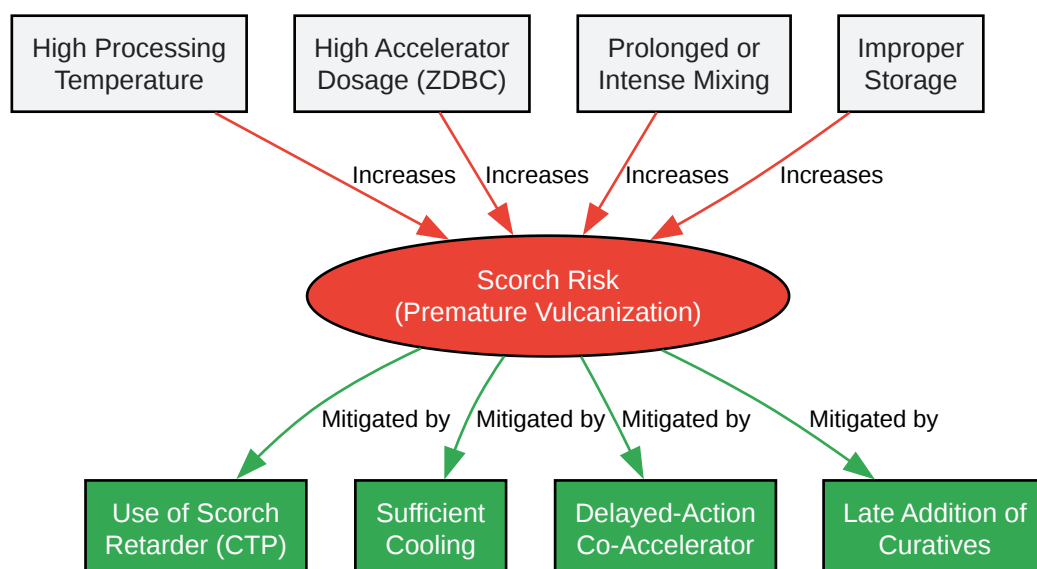 High Processing
Temperature
High Accelerator
Dosage (ZDBC)
Prolonged or
Intense Mixing
Improper
Storage
Increases
Increases
Increases
Increases
Scorch Risk
(Premature Vulcanization)
Mitigated by
Mitigated by
Mitigated by
Mitigated by
Use of Scorch
Retarder (CTP)
Sufficient
Cooling
Delayed-Action
Co-Accelerator
Late Addition of
Curatives